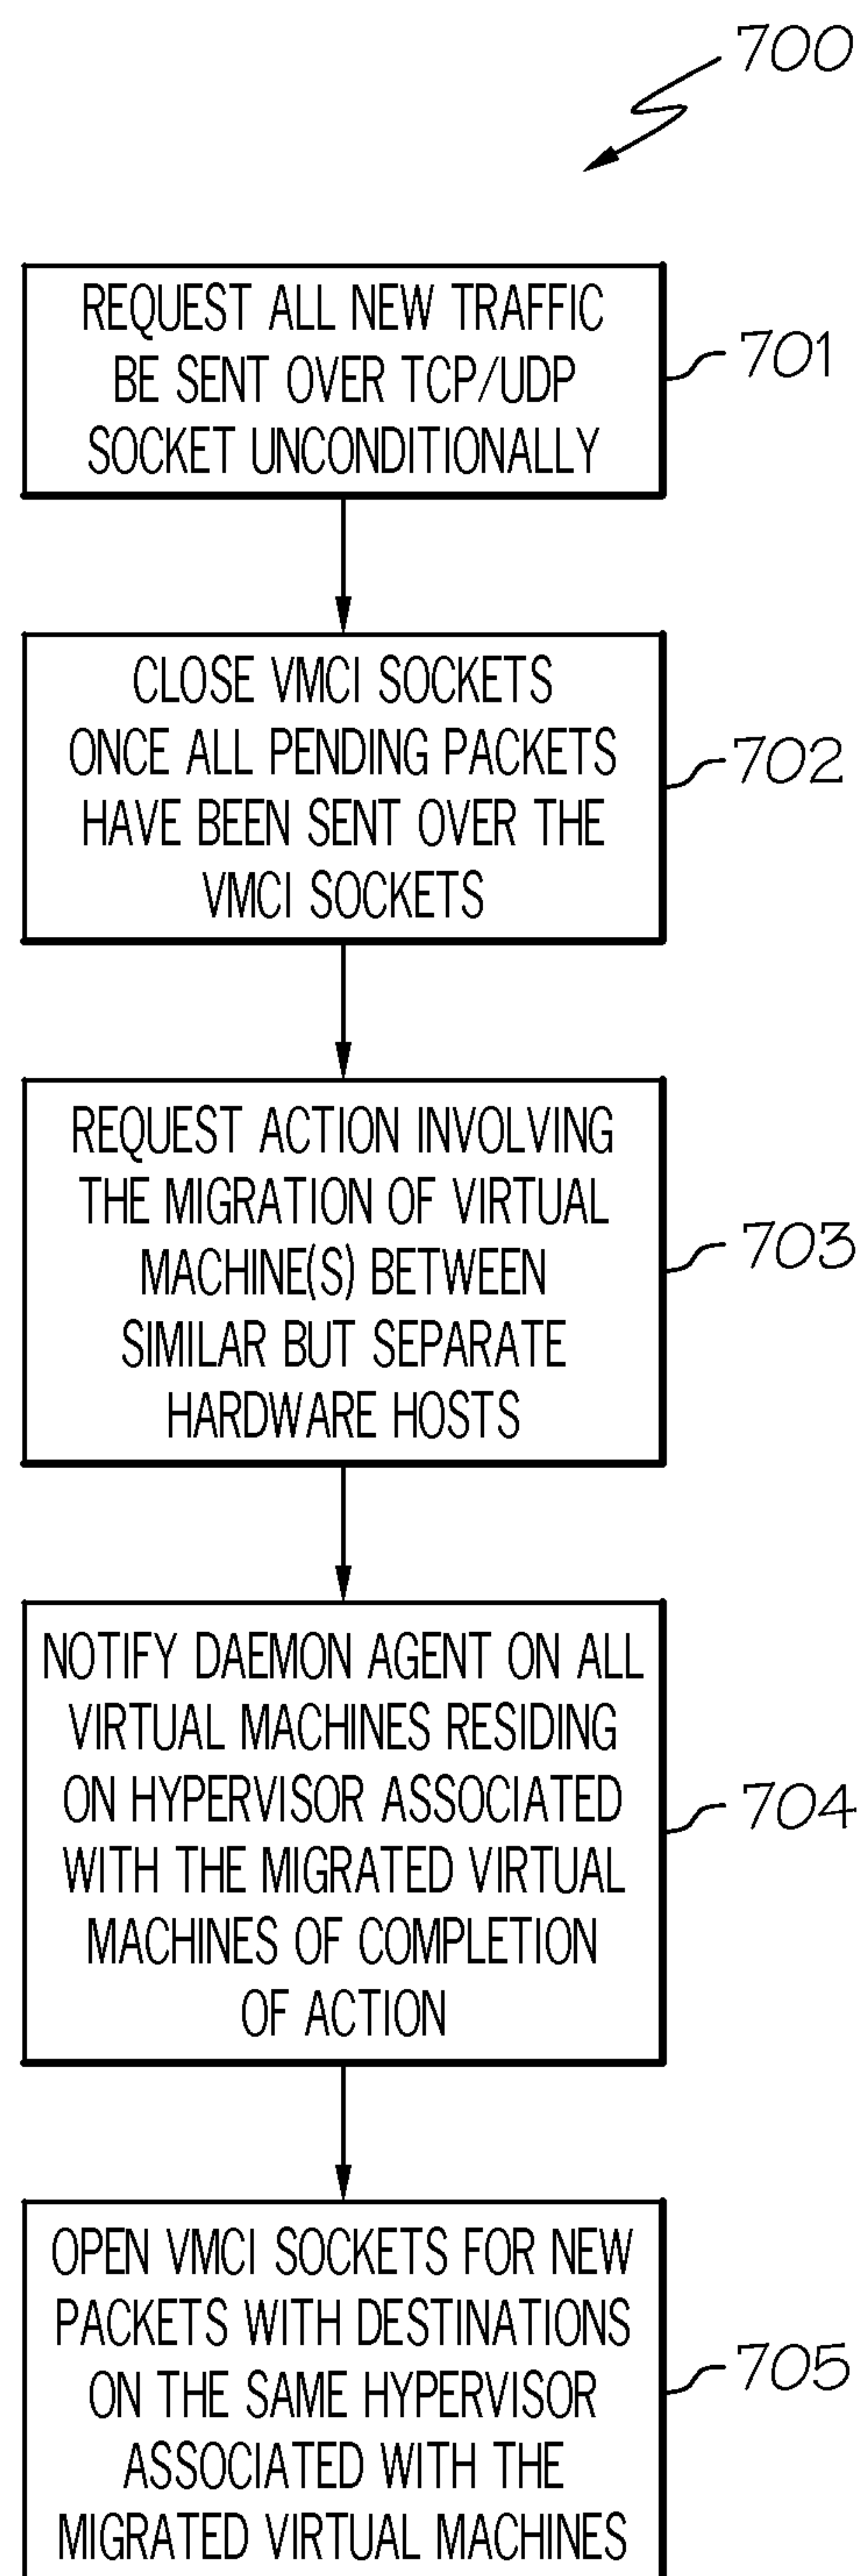 700
REQUEST ALL NEW TRAFFIC
BE SENT OVER TCP/UDP
SOCKET UNCONDITIONALLY
701
CLOSE VMCI SOCKETS
ONCE ALL PENDING PACKETS
HAVE BEEN SENT OVER THE
VMCI SOCKETS
702
REQUEST ACTION INVOLVING
THE MIGRATION OF VIRTUAL
MACHINE(S) BETWEEN
SIMILAR BUT SEPARATE
HARDWARE HOSTS
703
NOTIFY DAEMON AGENT ON ALL
VIRTUAL MACHINES RESIDING
ON HYPERVISOR ASSOCIATED
WITH THE MIGRATED VIRTUAL
MACHINES OF COMPLETION
OF ACTION
704
OPEN VMCI SOCKETS FOR NEW
PACKETS WITH DESTINATIONS
ON THE SAME HYPERVISOR
ASSOCIATED WITH THE
MIGRATED VIRTUAL MACHINES
705